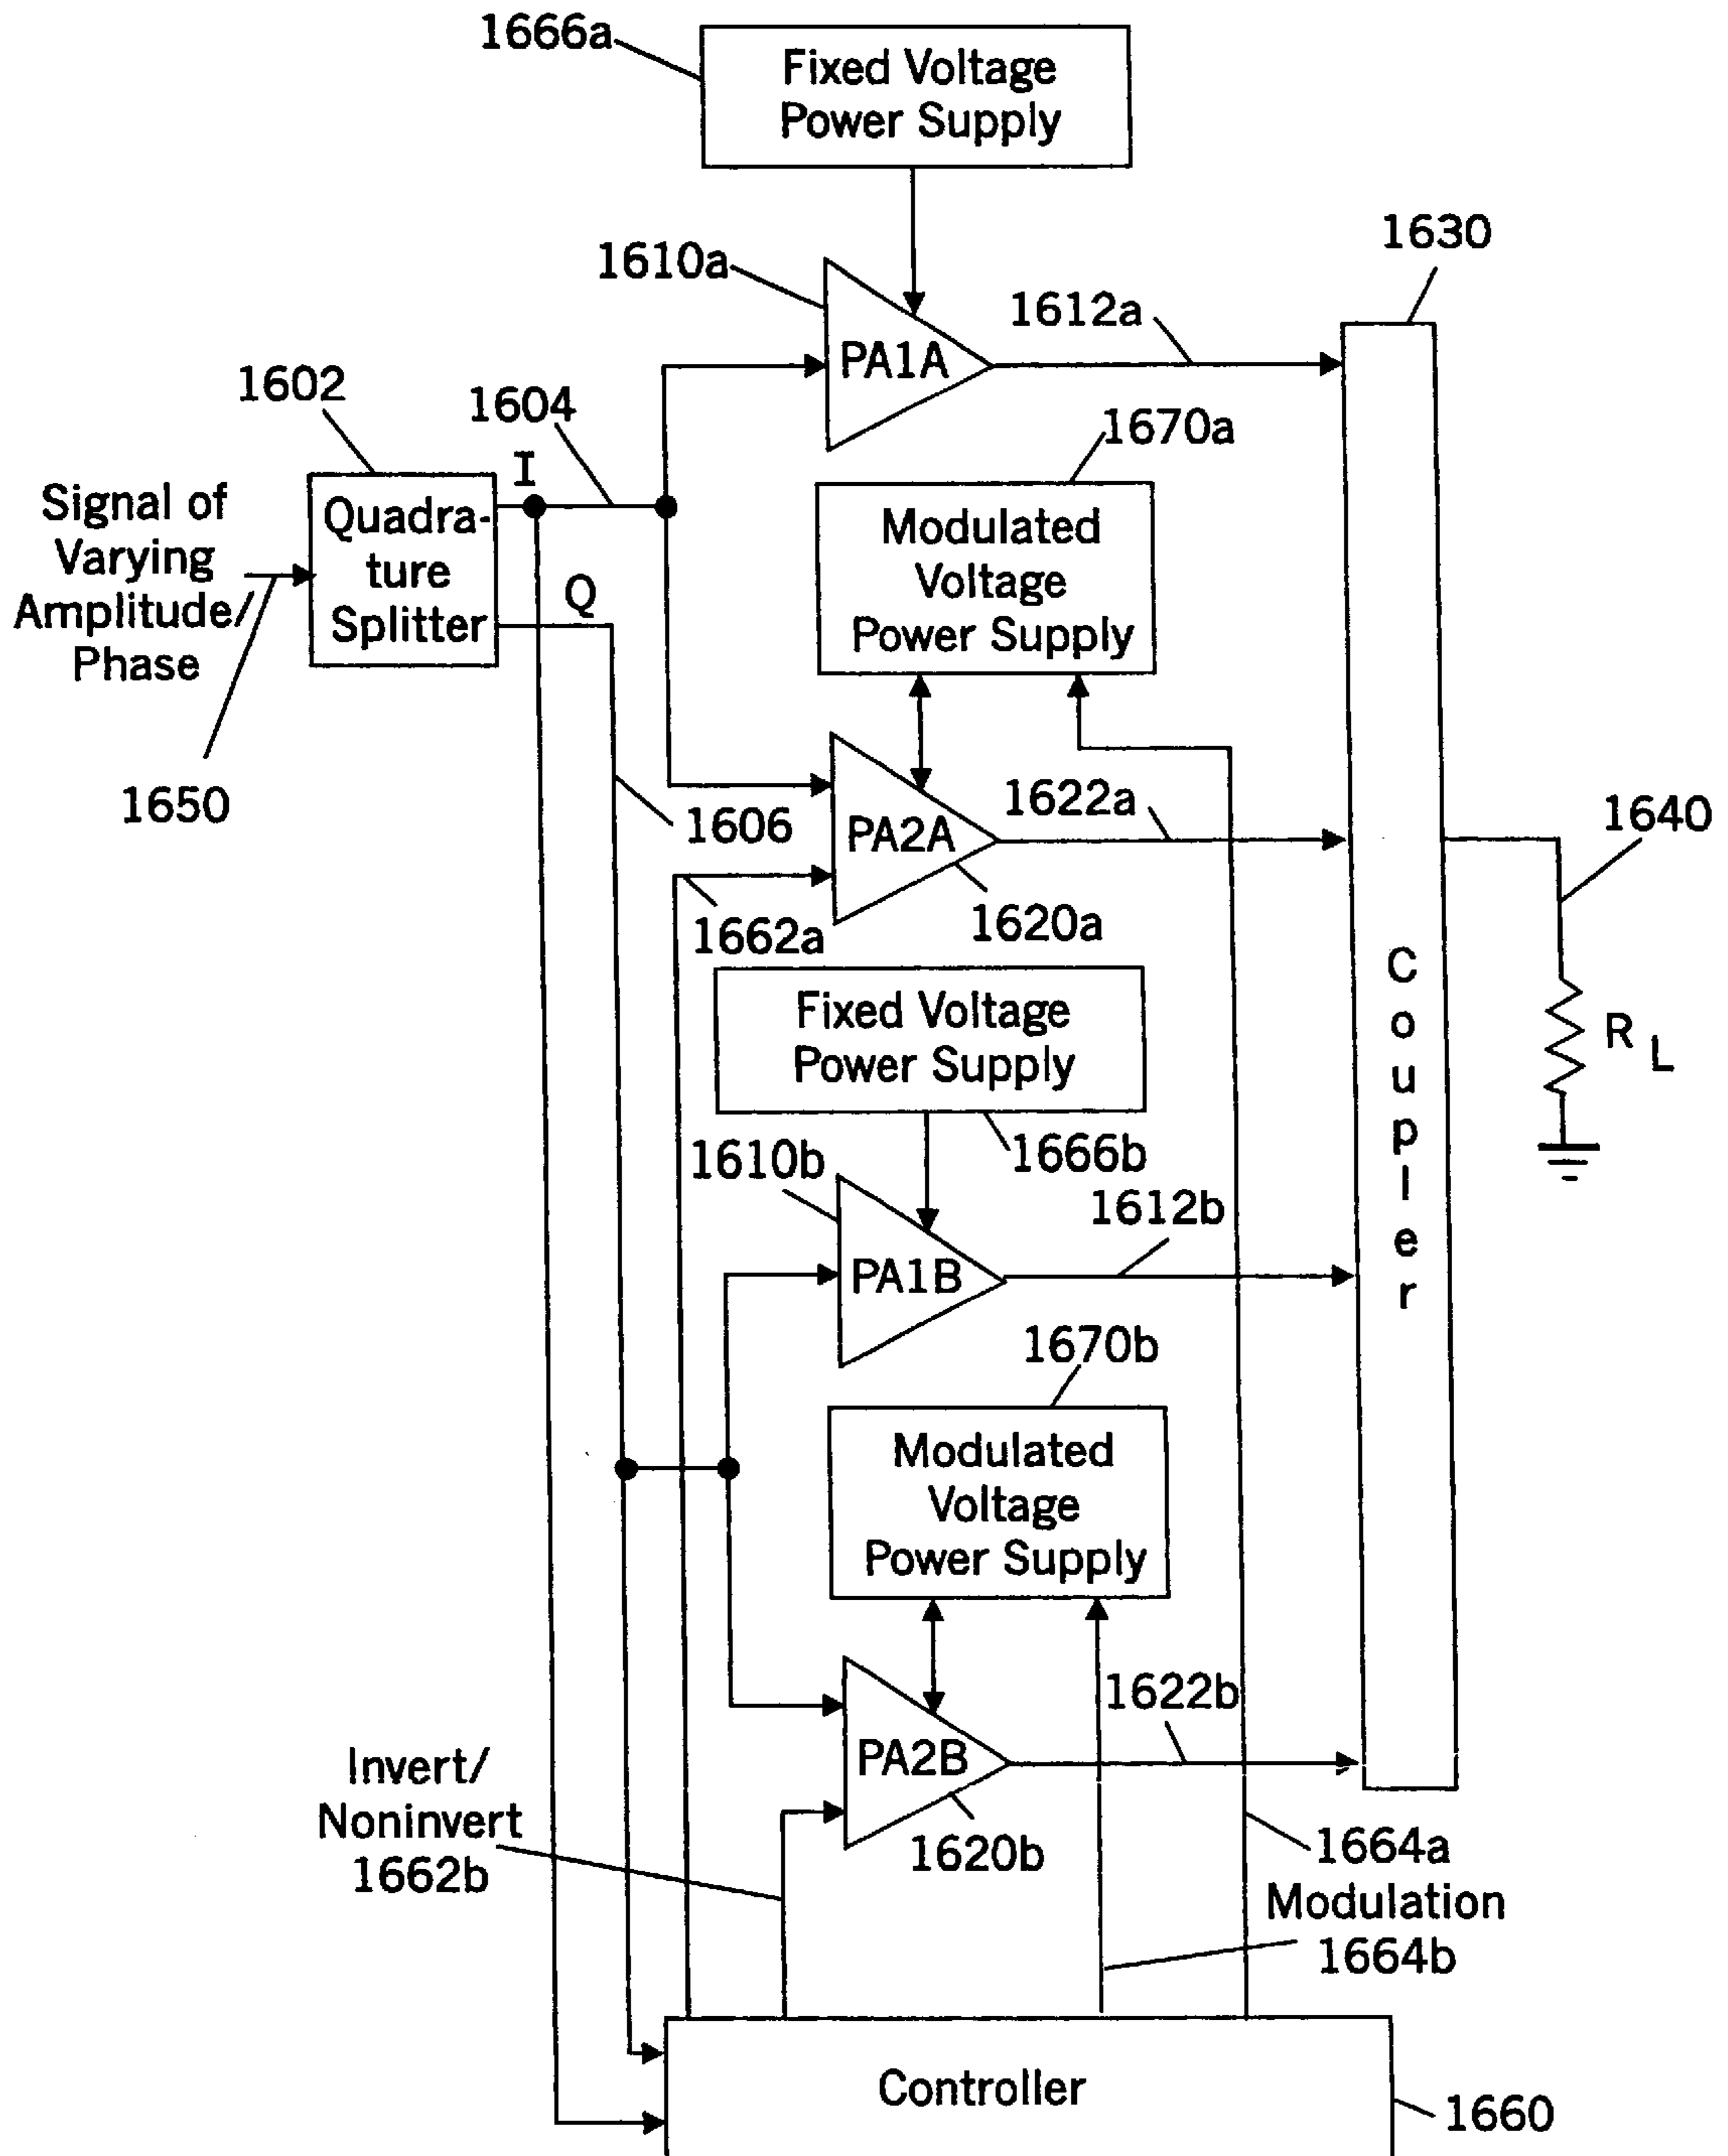 1666a
Fixed Voltage
Power Supply
1630
1610a
1612a
PA1A
1602
1604
1670a
I
Signal of
Varying
Amplitude/
Phase
Quadra-
ture
Splitter
Q
Modulated
Voltage
Power Supply
1650
1606
1622a
1640
PA2A
1662a
1620a
Coupler
Fixed Voltage
Power Supply
R L
1610b
1666b
1612b
PA1B
1670b
Modulated
Voltage
Power Supply
1622b
PA2B
Invert/
Noninvert
1662b
1620b
1664a
Modulation
1664b
Controller
1660